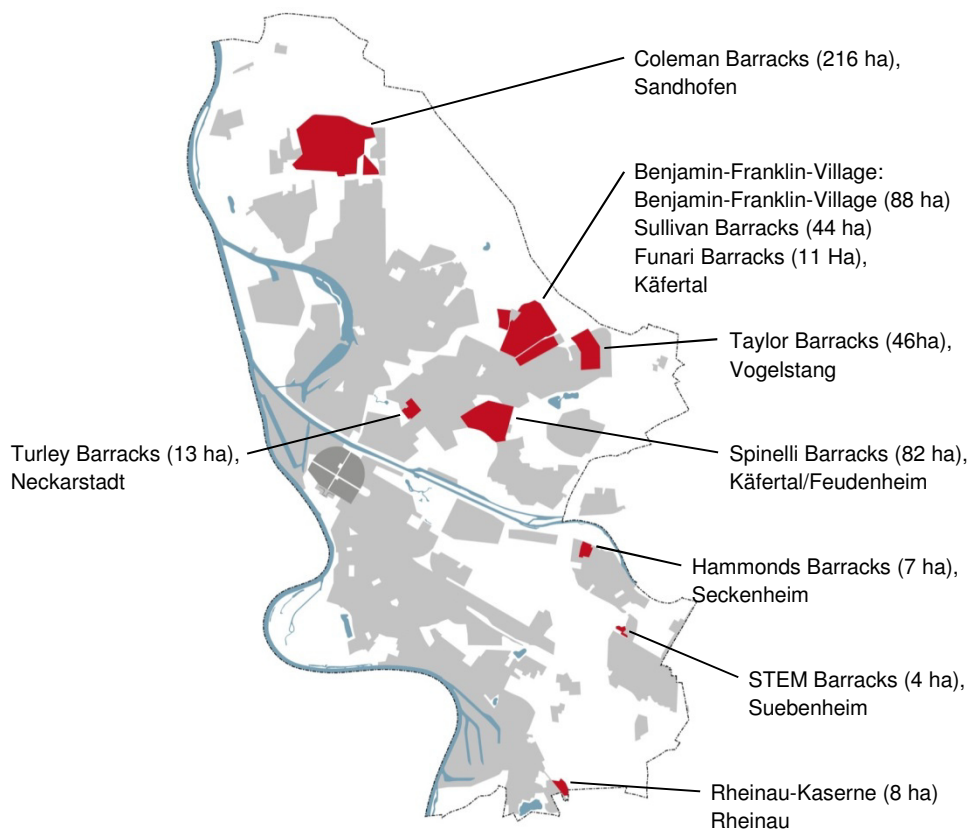 Coleman Barracks (216 ha),
Sandhofen
Benjamin-Franklin-Village:
Benjamin-Franklin-Village (88 ha)
Sullivan Barracks (44 ha)
Funari Barracks (11 Ha),
Käfertal
Taylor Barracks (46ha),
Vogelstang
Turley Barracks (13 ha),
Neckarstadt
Spinelli Barracks (82 ha),
Käfertal/Feudenheim
Hammonds Barracks (7 ha),
Seckenheim
STEM Barracks (4 ha),
Suebenheim
Rheinau-Kaserne (8 ha)
Rheinau